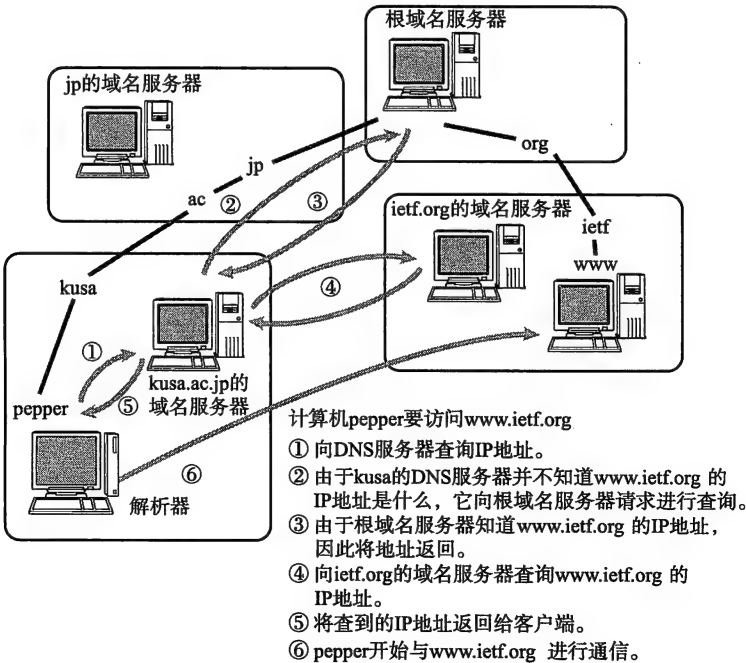 根域名服务器
jp的域名服务器
org
jp
ac
②
③
ietf.org的域名服务器
ietf
www
kusa
④
①
kusa.ac.jp的
域名服务器
⑤
pepper
⑥
解析器
计算机pepper要访问www.ietf.org
① 向DNS服务器查询IP地址。
② 由于kusa的DNS服务器并不知道www.ietf.org 的
IP地址是什么，它向根域名服务器请求进行查询。
③ 由于根域名服务器知道www.ietf.org 的IP地址，
因此将地址返回。
④ 向ietf.org的域名服务器查询www.ietf.org 的
IP地址。
⑤ 将查到的IP地址返回给客户端。
⑥ pepper开始与www.ietf.org 进行通信。